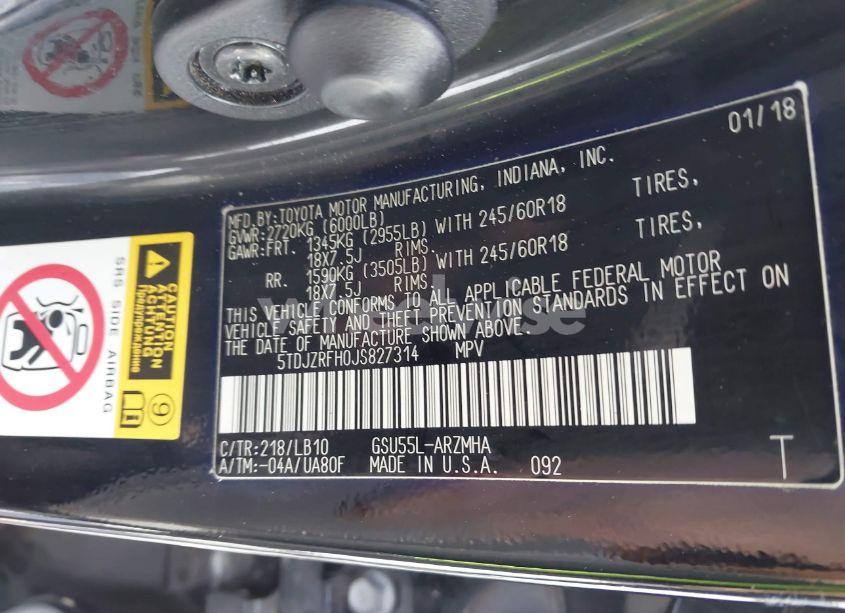 01/18
MFD.BY:TOYOTA MOTOR MANUFACTURING, INDIANA, INC.
GVWR:2720KG (6000LB)
GAWR:FRT. 1345KG (2955LB) WITH 245/60R18 TIRES,
18X7.5J RIMS.
RR. 1590KG (3505LB) WITH 245/60R18 TIRES,
18X7.5J RIMS.
THIS VEHICLE CONFORMS TO ALL APPLICABLE FEDERAL MOTOR
VEHICLE SAFETY AND THEFT PREVENTION STANDARDS IN EFFECT ON
THE DATE OF MANUFACTURE SHOWN ABOVE.
5TDJZRFH0JS827314 MPV
C/TR:218/LB10 GSU55L-ARZMHA
A/TM:-04A/UA80F MADE IN U.S.A. 092 T
SRS SIDE AIRBAG
CAUTION
ATTENTION
ACHTUNG
Предупреждение
9